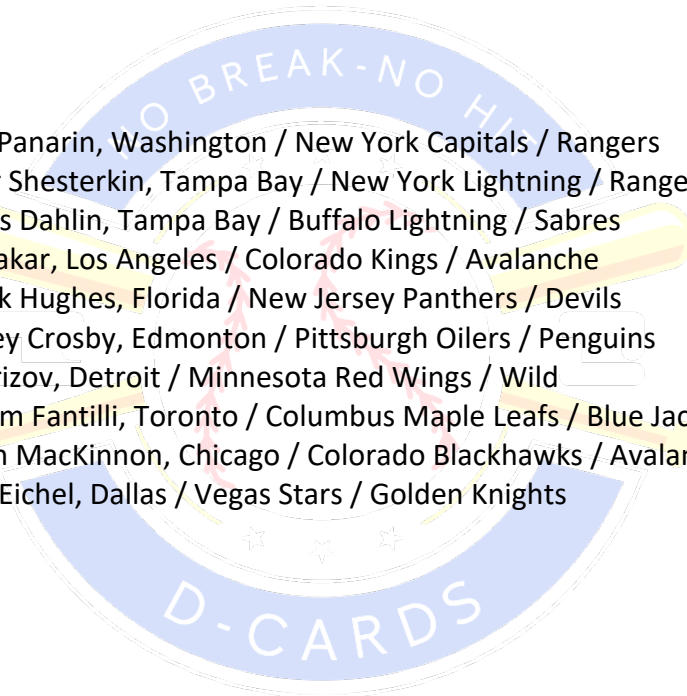 NO BREAK-NO HIT
Panarin, Washington / New York Capitals / Rangers
Shesterkin, Tampa Bay / New York Lightning / Range
s Dahlin, Tampa Bay / Buffalo Lightning / Sabres
akar, Los Angeles / Colorado Kings / Avalanche
k Hughes, Florida / New Jersey Panthers / Devils
ey Crosby, Edmonton / Pittsburgh Oilers / Penguins
rizov, Detroit / Minnesota Red Wings / Wild
m Fantilli, Toronto / Columbus Maple Leafs / Blue Jac
n MacKinnon, Chicago / Colorado Blackhawks / Avalan
Eichel, Dallas / Vegas Stars / Golden Knights
D-CARDS